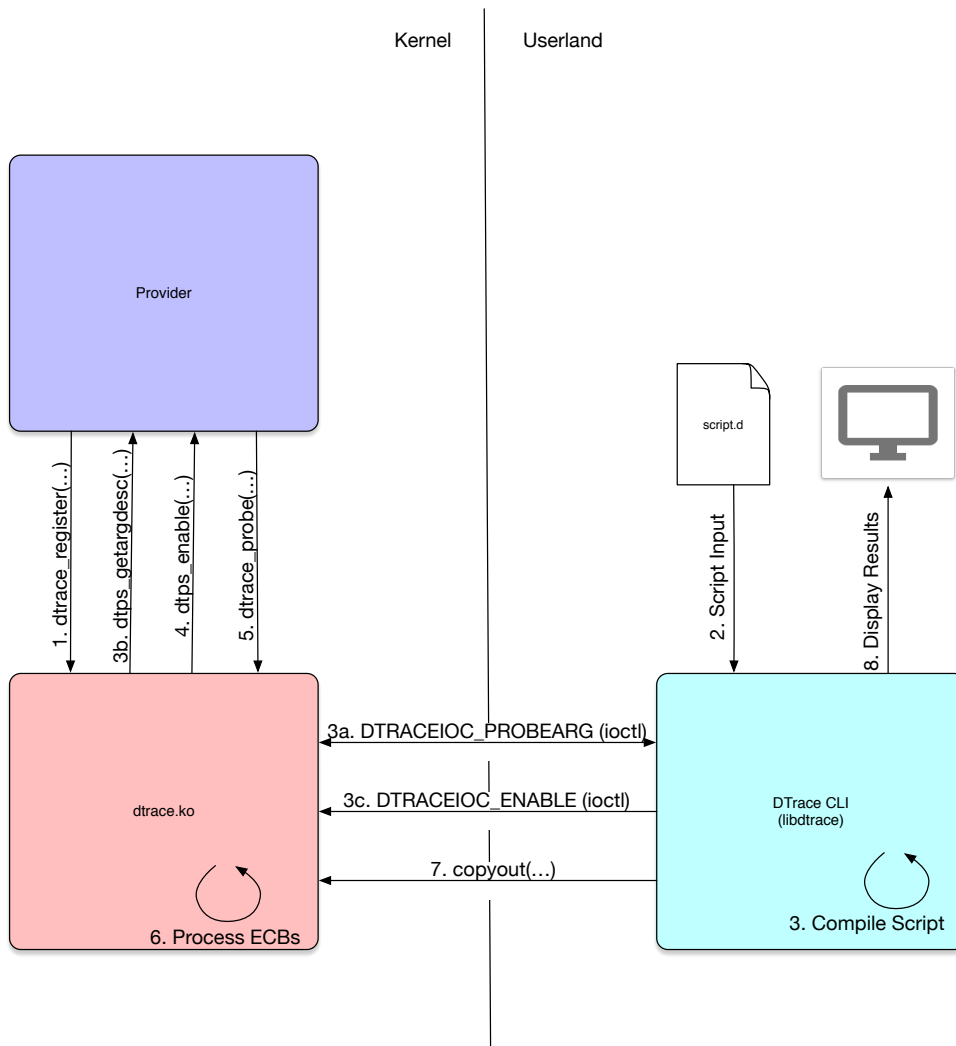 Kernel
Userland
Provider
script.d
1. dtrace_register(…)
3b. dtps_getargdesc(…)
4. dtps_enable(…)
5. dtrace_probe(…)
2. Script Input
8. Display Results
3a. DTRACEIOC_PROBEARG (ioctl)
3c. DTRACEIOC_ENABLE (ioctl)
dtrace.ko
DTrace CLI
(libdtrace)
7. copyout(…)
6. Process ECBs
3. Compile Script